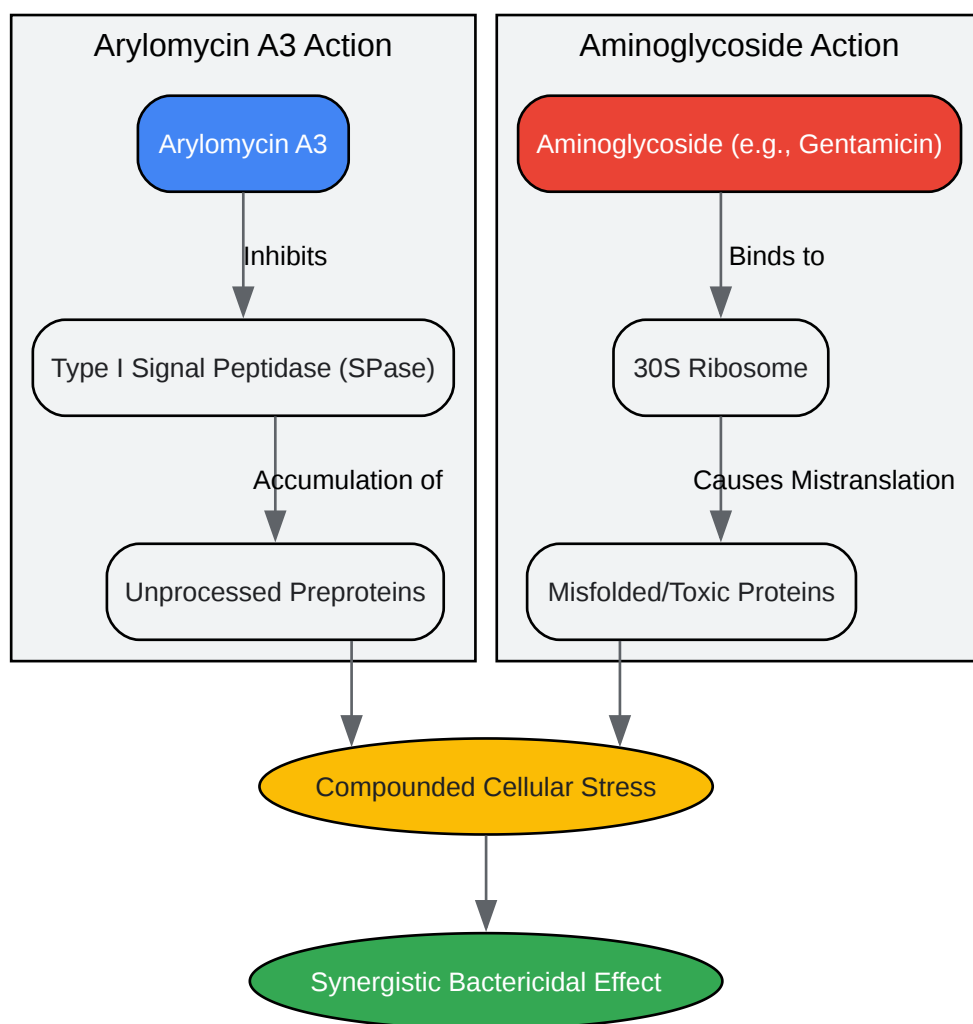 Arylomycin A3 Action
Arylomycin A3
Inhibits
Type I Signal Peptidase (SPase)
Accumulation of
Unprocessed Preproteins
Aminoglycoside Action
Aminoglycoside (e.g., Gentamicin)
Binds to
30S Ribosome
Causes Mistranslation
Misfolded/Toxic Proteins
Compounded Cellular Stress
Synergistic Bactericidal Effect